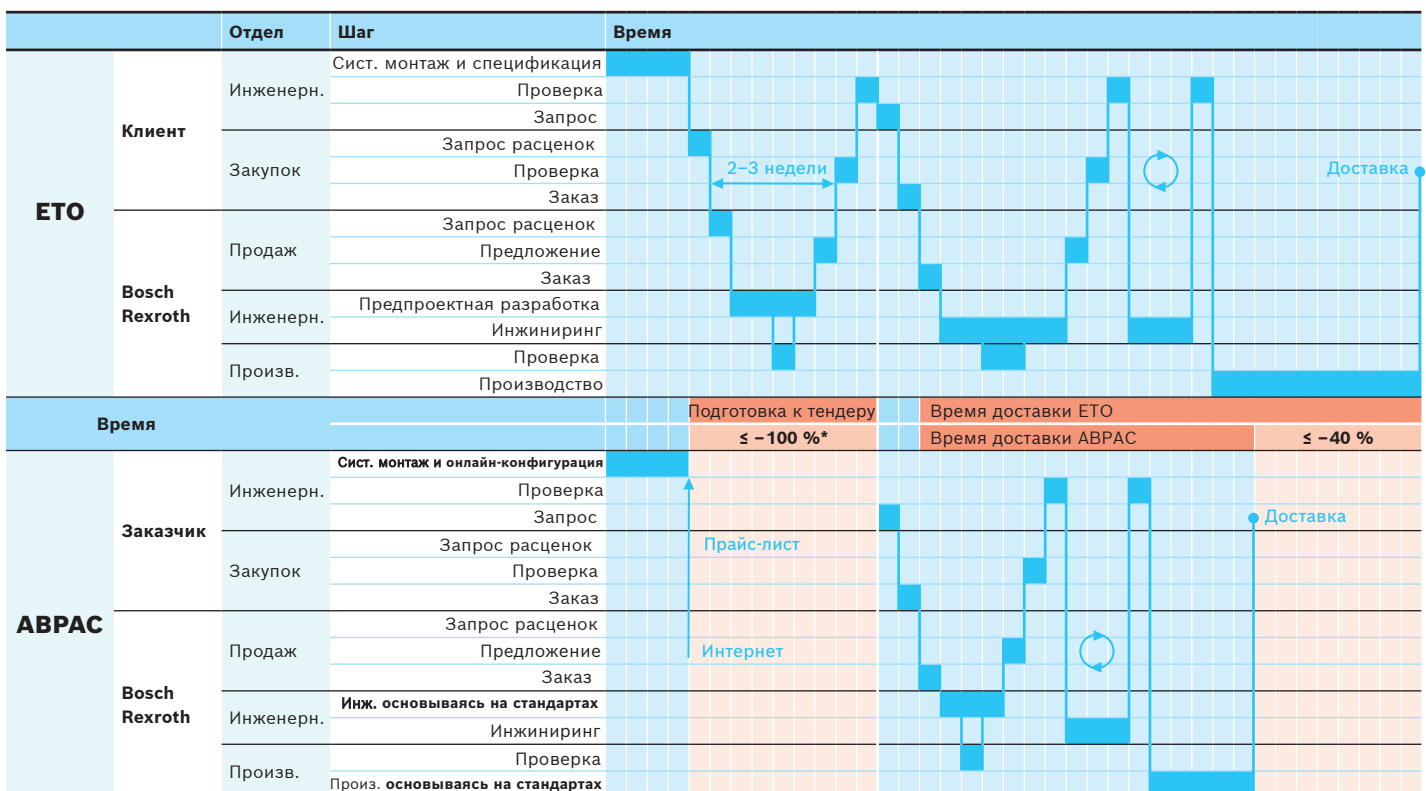 Отдел Шаг Время
Сист. монтаж и спецификация
Инженерн. Проверка
Запрос
Клиент
Запрос расценок
Закупок Проверка 2–3 недели Доставка
Заказ
ETO
Запрос расценок
Продаж Предложение
Заказ
Bosch
Rexroth
Предпроектная разработка
Инженерн.
Инжиниринг
Проверка
Произв.
Производство
Время
Подготовка к тендеру Время доставки ETO
≤ –100 %* Время доставки ABPAC ≤ –40 %
Сист. монтаж и онлайн-конфигурация
Инженерн. Проверка
Запрос Доставка
Заказчик
Запрос расценок Прайс-лист
Закупок Проверка
Заказ
ABPAC
Запрос расценок
Продаж Предложение Интернет
Заказ
Bosch
Rexroth
Инж. основываясь на стандартах
Инженерн.
Инжиниринг
Проверка
Произв.
Произ. основываясь на стандартах